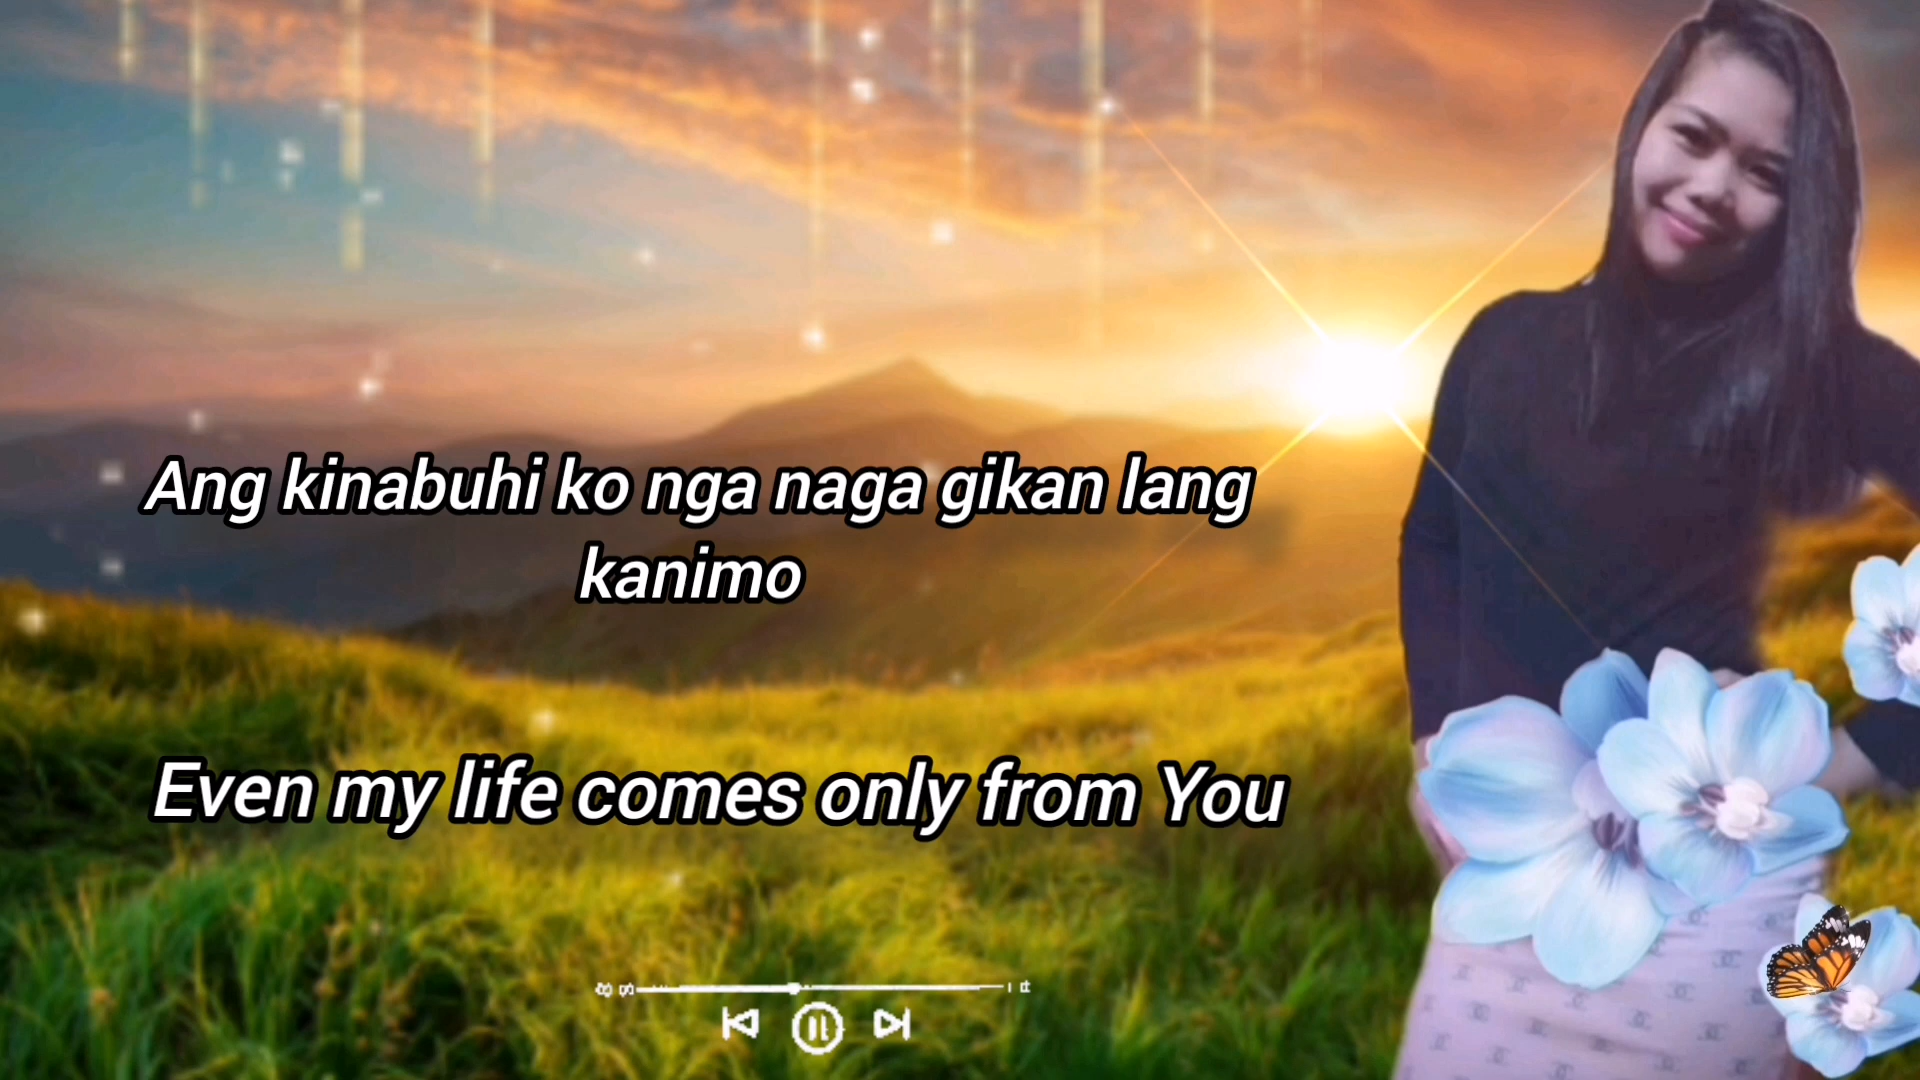 Ang kinabuhi ko nga naga gikan lang
kanimo
Even my life comes only from You